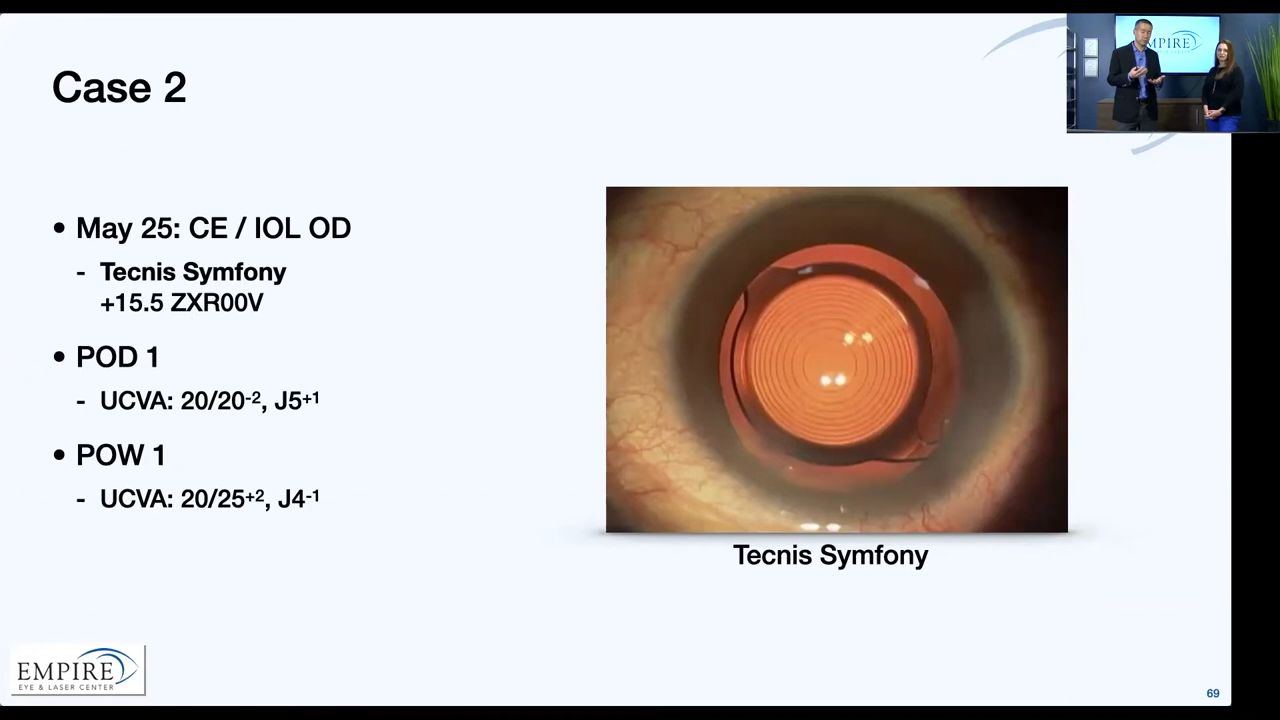 Case 2
• May 25: CE / IOL OD
- Tecnis Symfony
+15.5 ZXR00V
• POD 1
- UCVA: 20/20-2, J5+1
• POW 1
- UCVA: 20/25+2, J4-1
Tecnis Symfony
EMPIRE
EYE & LASER CENTER
69